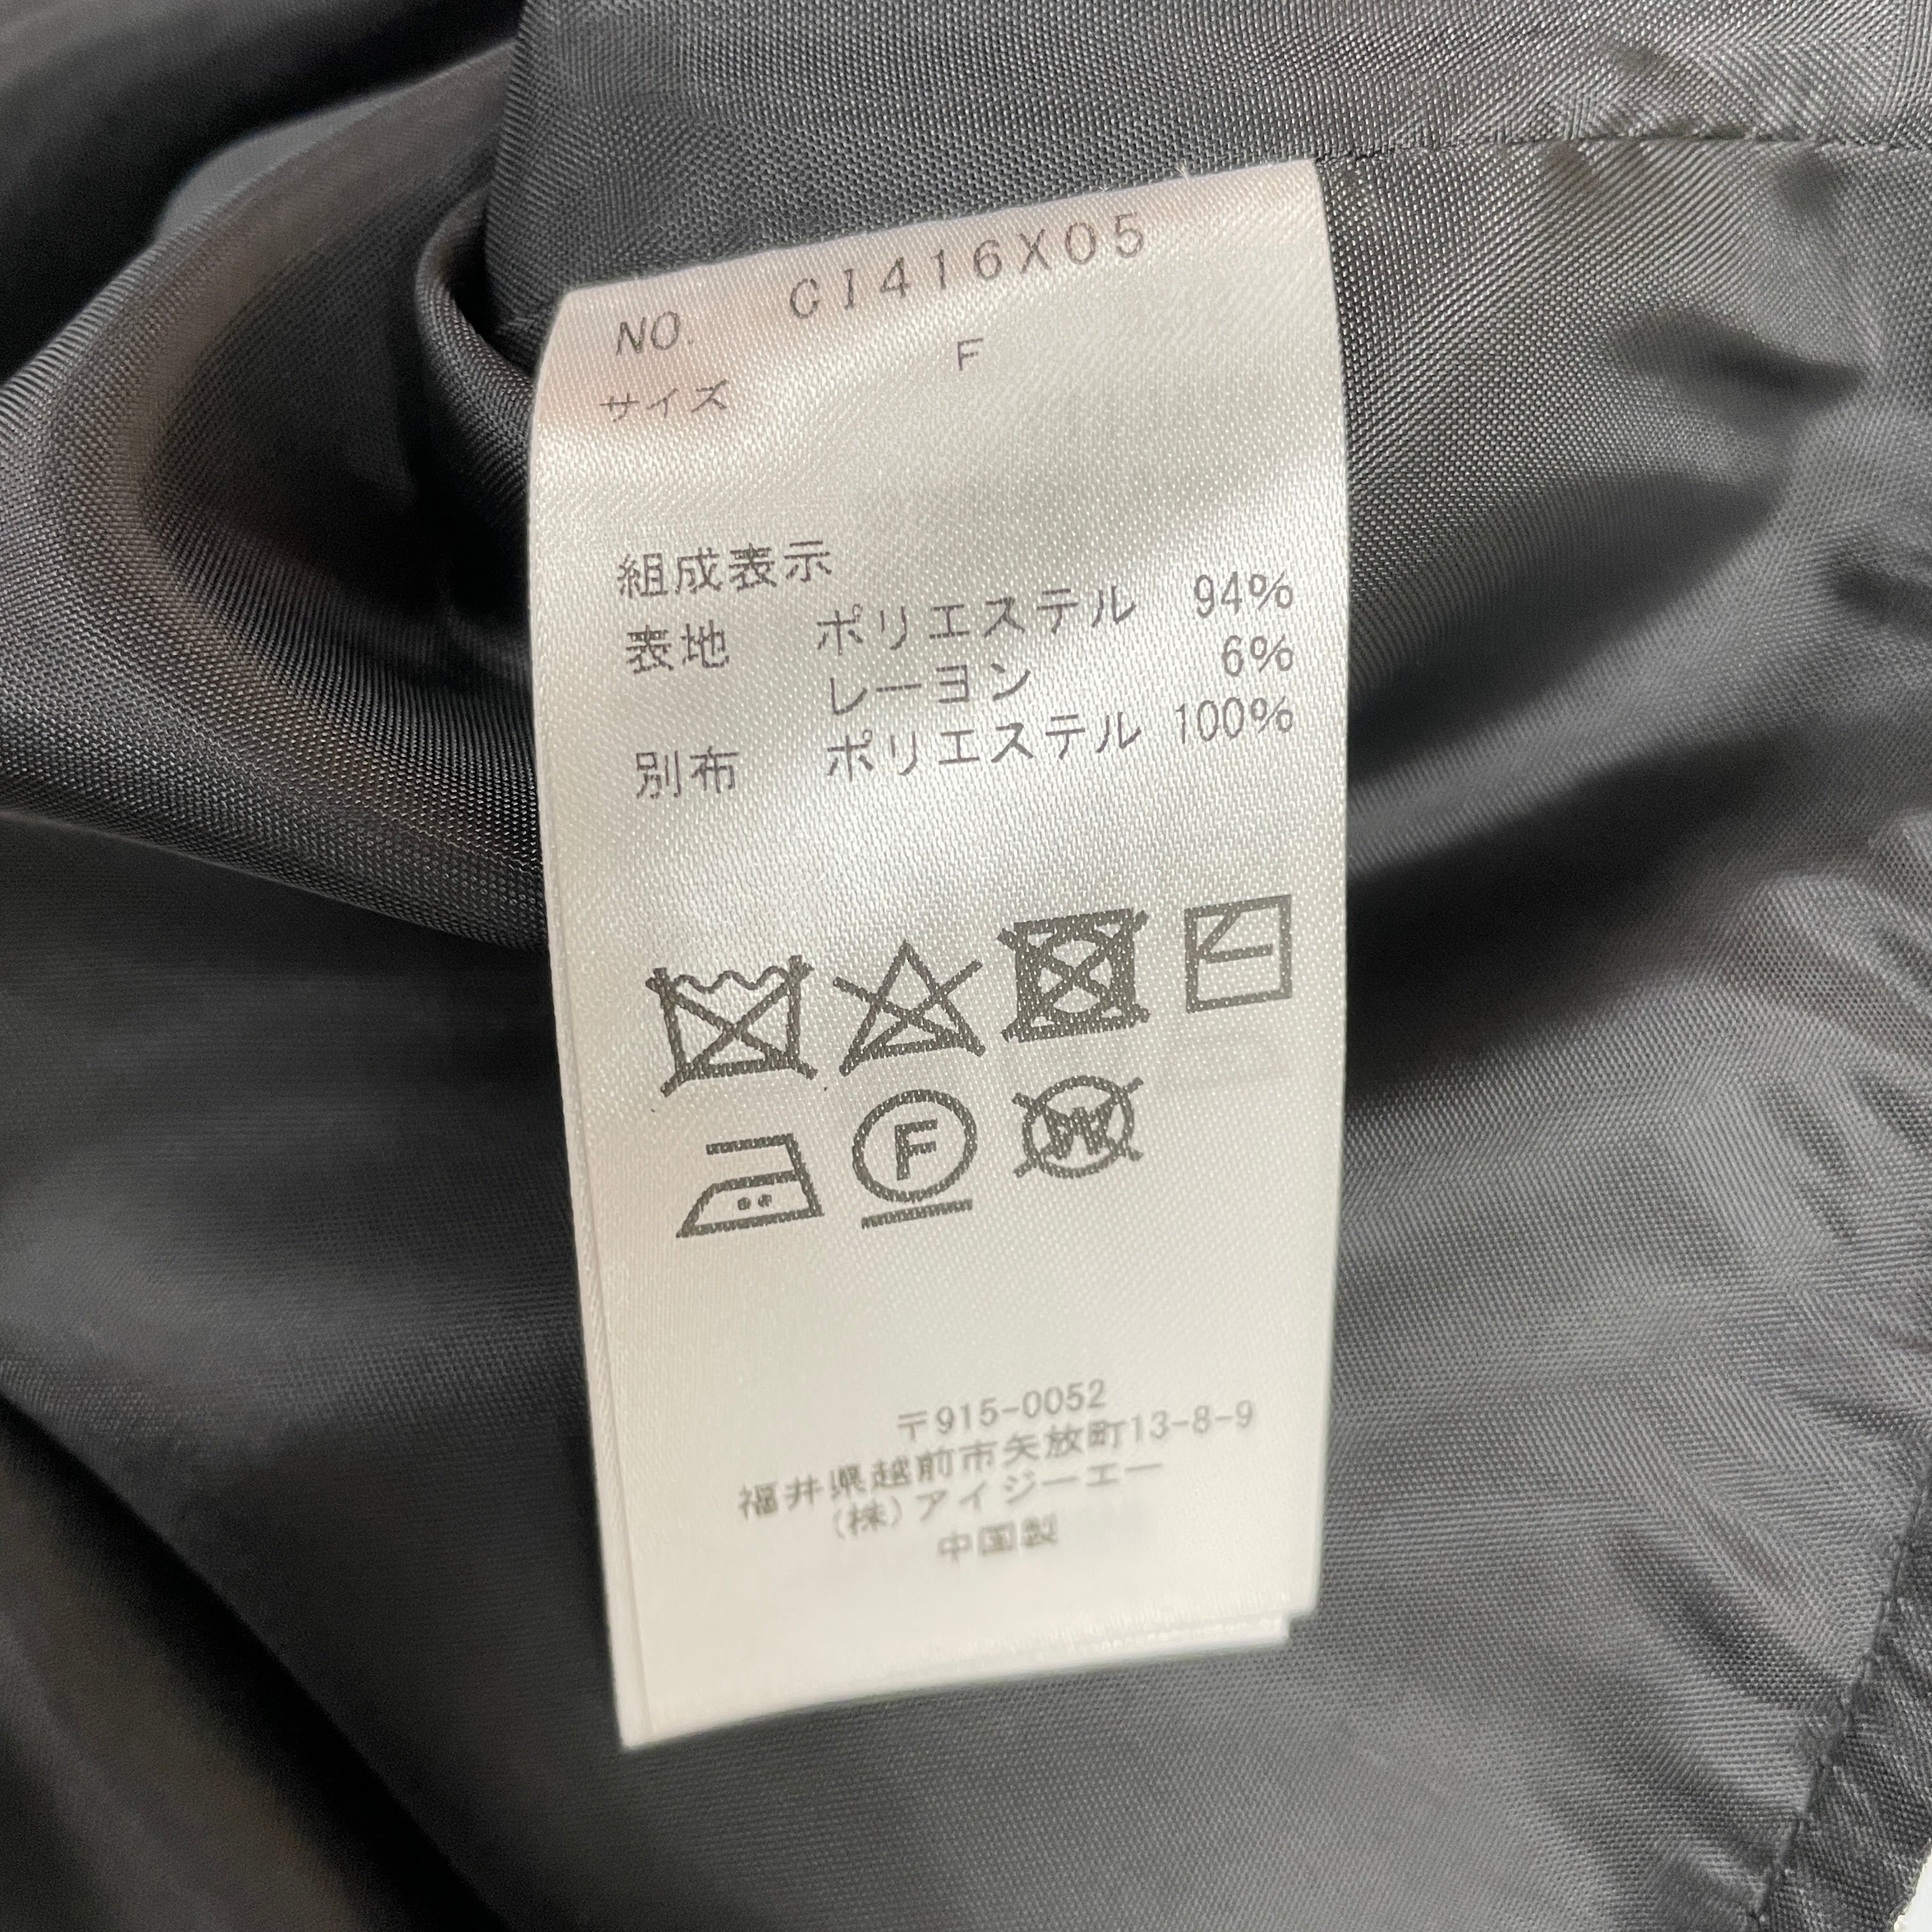 NO. CI416X05
サイズ F
組成表示
表地 ポリエステル 94%
レーヨン 6%
別布 ポリエステル 100%
F
W
〒915-0052
福井県越前市矢放町13-8-9
(株)アイジーエー
中国製